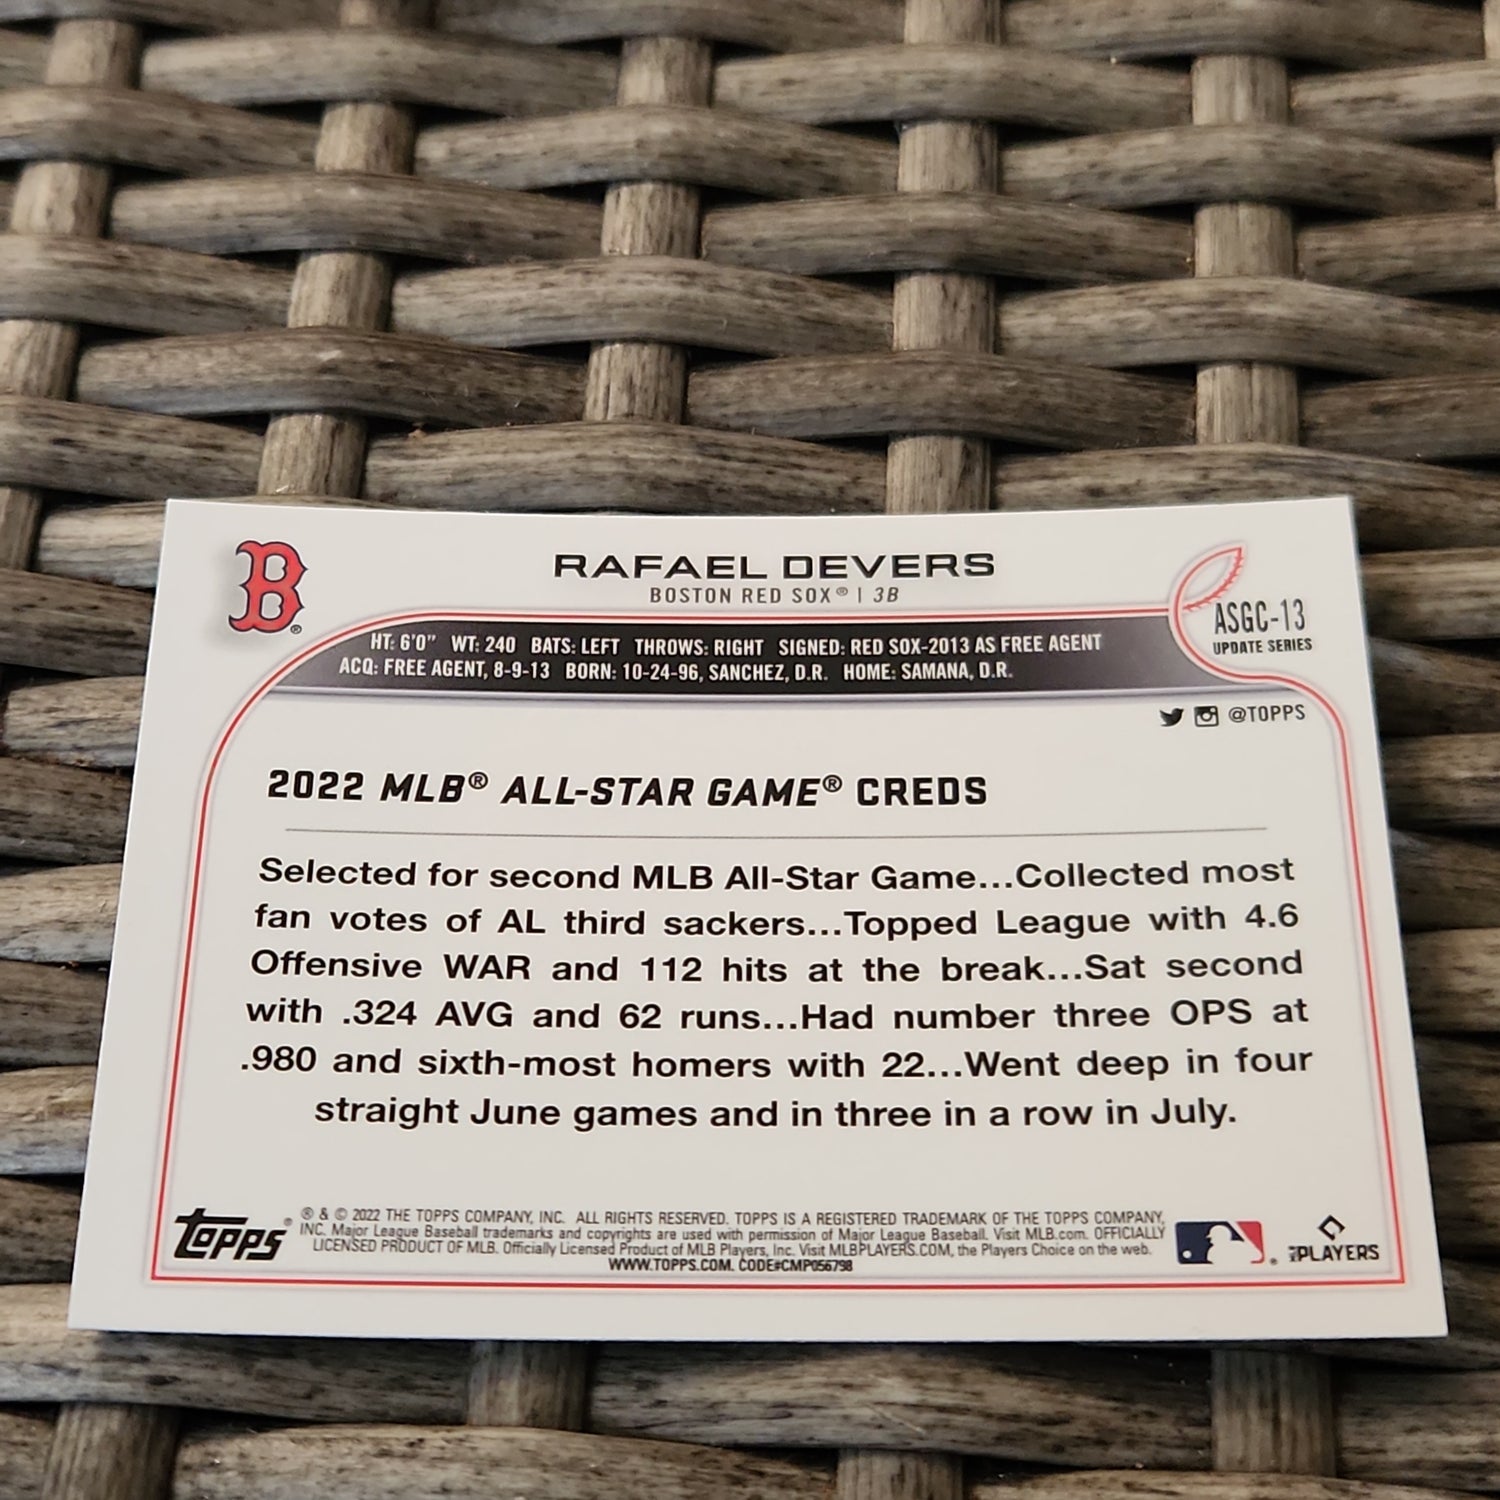 B®
RAFAEL DEVERS
BOSTON RED SOX® | 3B
ASGC-13
UPDATE SERIES
HT: 6'0" WT: 240 BATS: LEFT THROWS: RIGHT SIGNED: RED SOX-2013 AS FREE AGENT
ACQ: FREE AGENT, 8-9-13 BORN: 10-24-96, SANCHEZ, D.R. HOME: SAMANA, D.R.
@TOPPS
2022 MLB® ALL-STAR GAME® CREDS
Selected for second MLB All-Star Game...Collected most
fan votes of AL third sackers...Topped League with 4.6
Offensive WAR and 112 hits at the break...Sat second
with .324 AVG and 62 runs...Had number three OPS at
.980 and sixth-most homers with 22...Went deep in four
straight June games and in three in a row in July.
Topps®
® & © 2022 THE TOPPS COMPANY, INC. ALL RIGHTS RESERVED. TOPPS IS A REGISTERED TRADEMARK OF THE TOPPS COMPANY,
INC. Major League Baseball trademarks and copyrights are used with permission of Major League Baseball. Visit MLB.com. OFFICIALLY
LICENSED PRODUCT OF MLB. Officially Licensed Product of MLB Players, Inc. Visit MLBPLAYERS.COM, the Players Choice on the web.
WWW.TOPPS.COM. CODE#CMP056798
®
PLAYERS